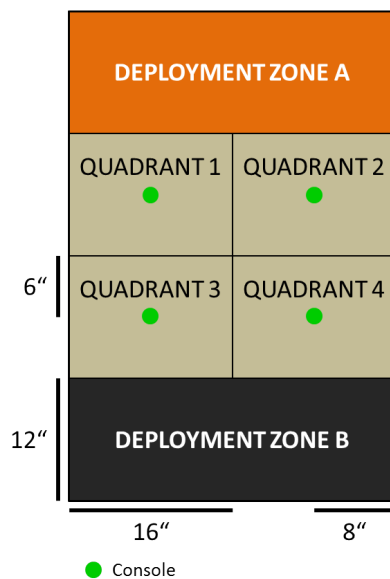 DEPLOYMENT ZONE A
QUADRANT 1
QUADRANT 2
6“
QUADRANT 3
QUADRANT 4
12“
DEPLOYMENT ZONE B
16“
8“
Console